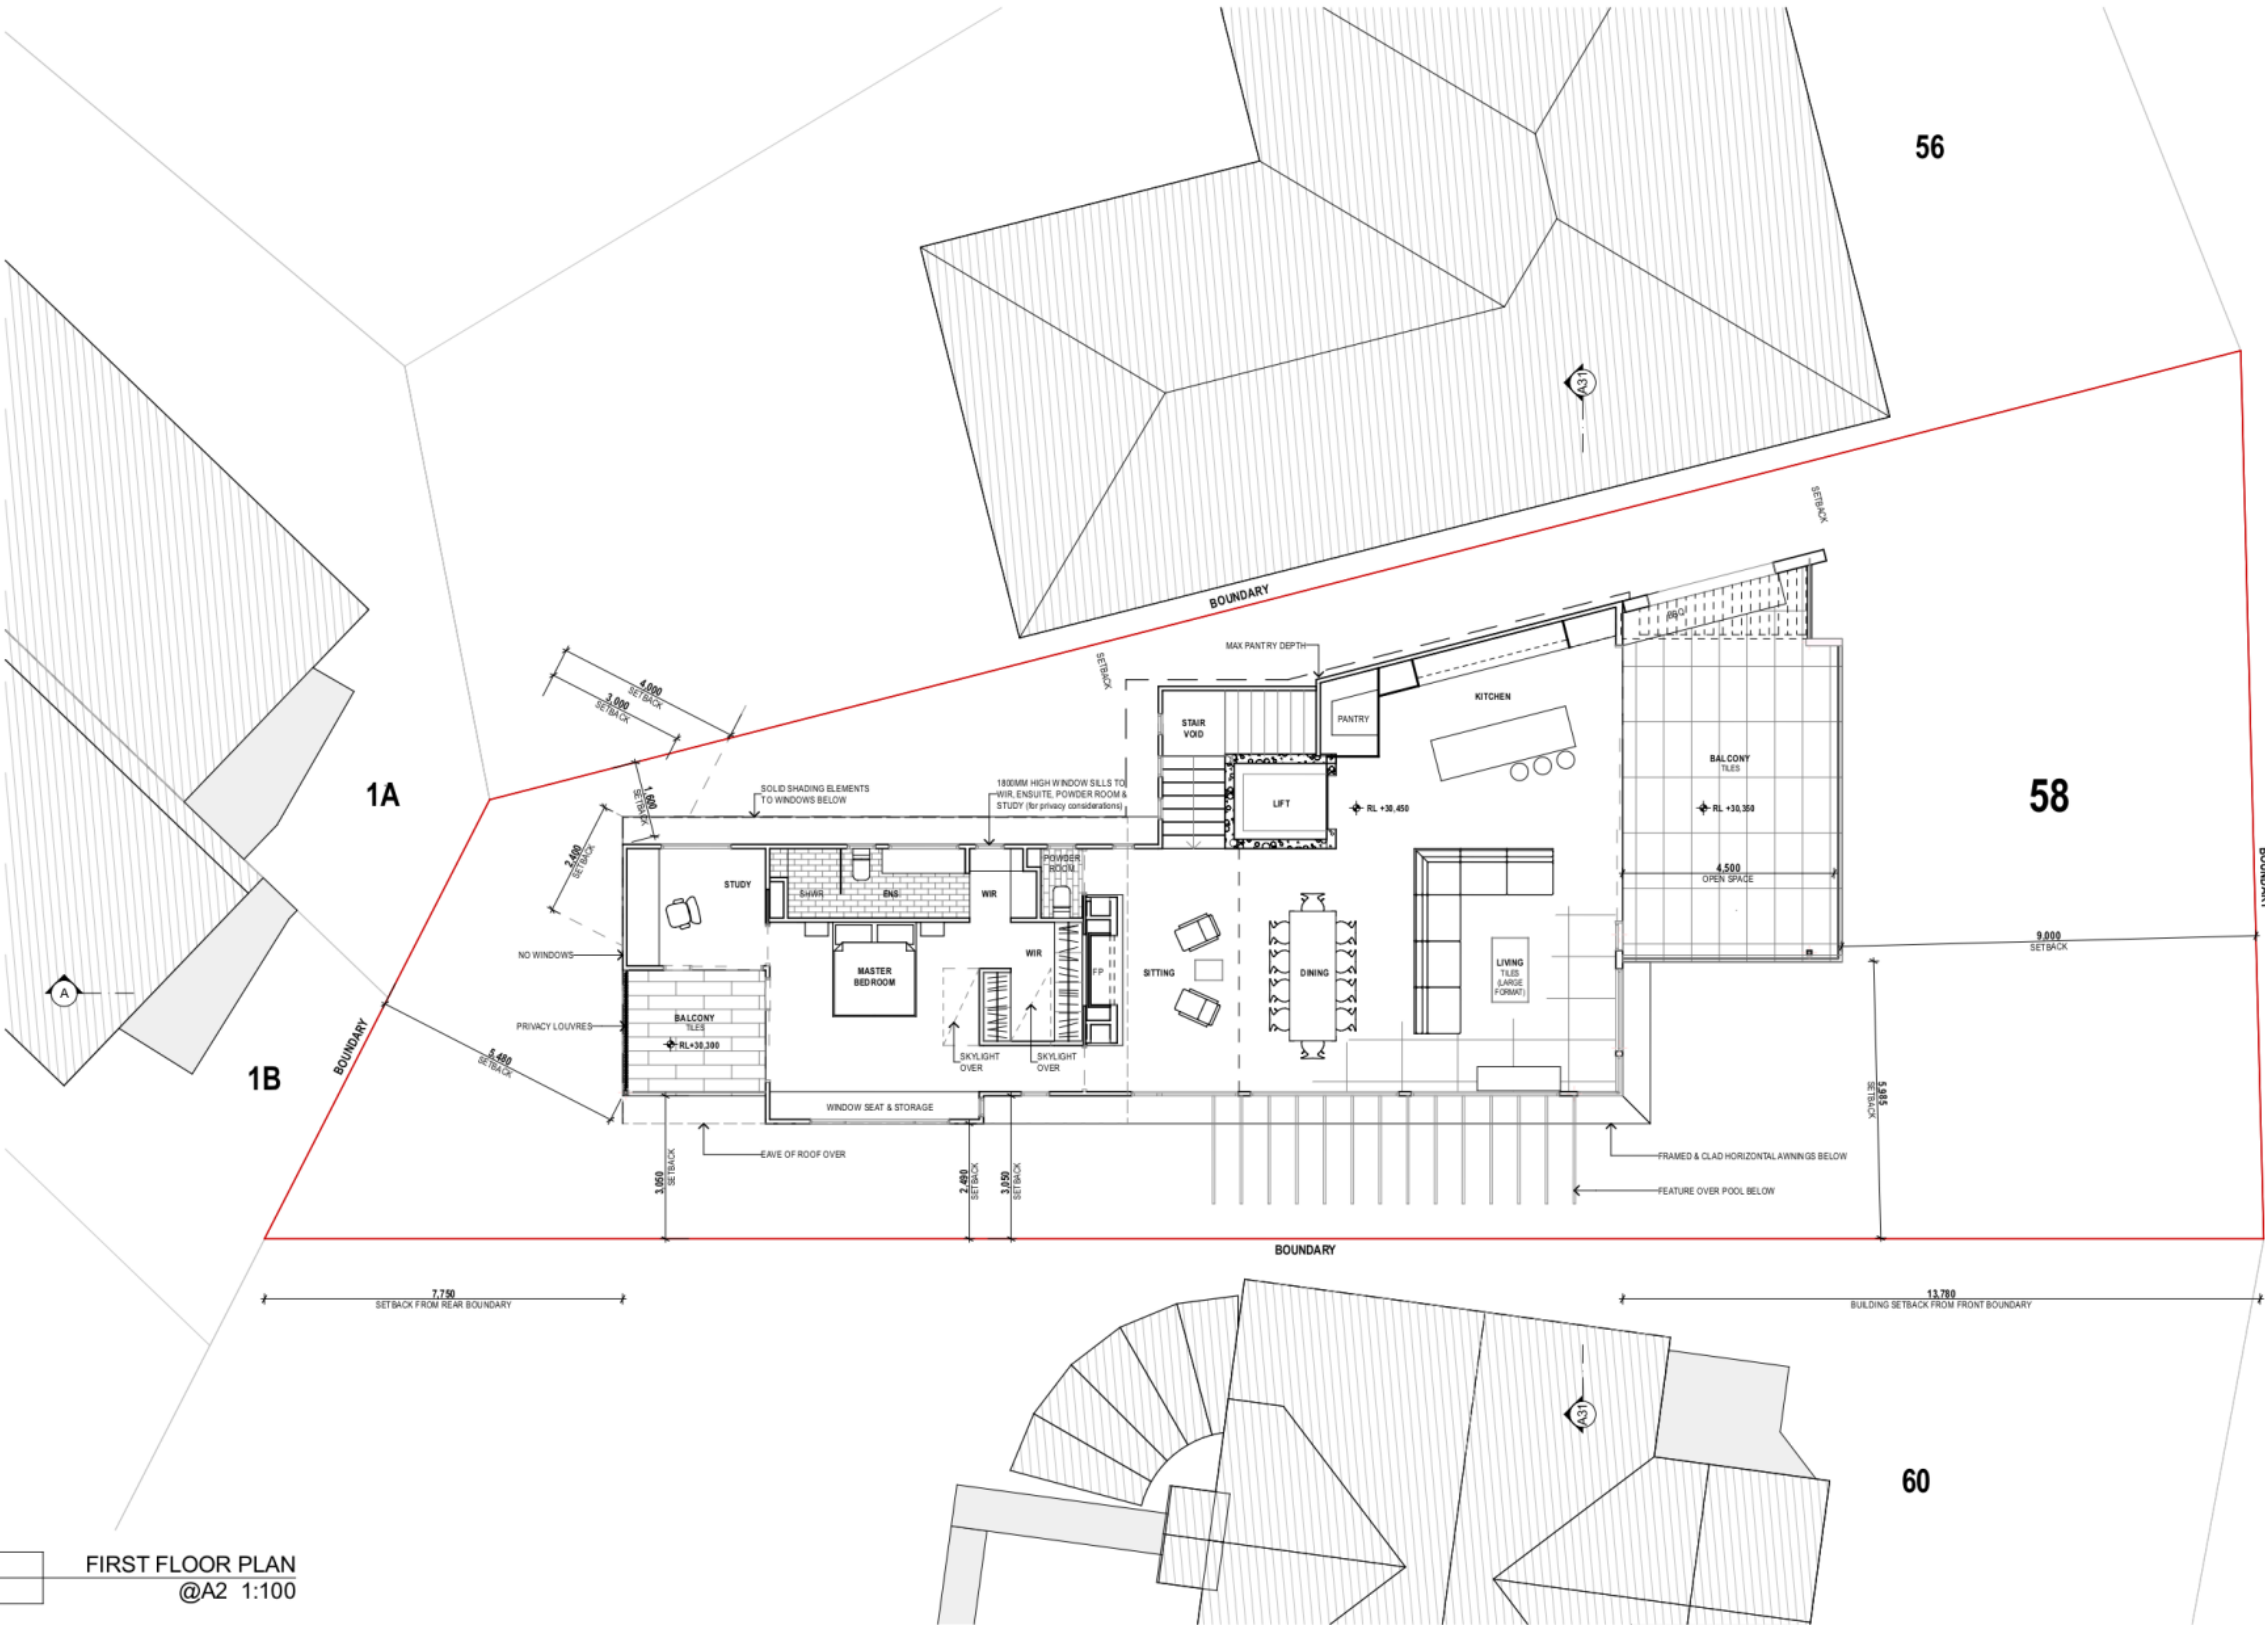 56
A31
SETBACK
BOUNDARY
MAX PANTRY DEPTH
SETBACK
4,000
SETBACK
3,000
SETBACK
KITCHEN
PANTRY
STAIR
VOID
BALCONY
TILES
RL +30,350
58
1A
1,600
SETBACK
SOLID SHADING ELEMENTS
TO WINDOWS BELOW
1800MM HIGH WINDOW SILLS TO
WIR, ENSUITE, POWDER ROOM &
STUDY (for privacy considerations)
LIFT
RL +30,450
2,400
SETBACK
POWDER
ROOM
STUDY
SHWR
ENS
WIR
4,500
OPEN SPACE
BOUNDARY
9,000
SETBACK
NO WINDOWS
MASTER
BEDROOM
WIR
FP
SITTING
DINING
LIVING
TILES
(LARGE
FORMAT)
A
PRIVACY LOUVRES
BALCONY
TILES
RL+30,300
BOUNDARY
5,480
SETBACK
1B
SKYLIGHT
OVER
SKYLIGHT
OVER
WINDOW SEAT & STORAGE
5,985
SETBACK
EAVE OF ROOF OVER
FRAMED & CLAD HORIZONTAL AWNINGS BELOW
3,050
SETBACK
2,490
SETBACK
3,050
SETBACK
FEATURE OVER POOL BELOW
BOUNDARY
7,750
SETBACK FROM REAR BOUNDARY
13,780
BUILDING SETBACK FROM FRONT BOUNDARY
A31
60
FIRST FLOOR PLAN
@A2 1:100